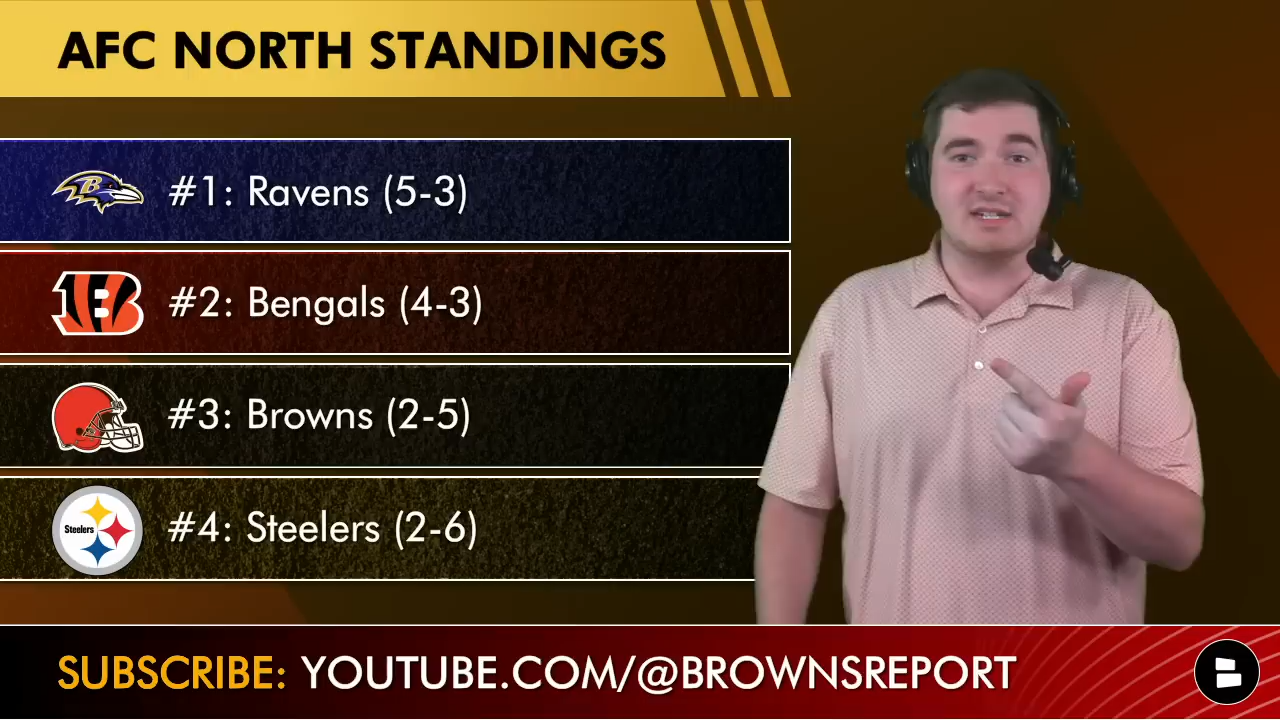 AFC NORTH STANDINGS
#1: Ravens (5-3)
#2: Bengals (4-3)
#3: Browns (2-5)
Steelers
#4: Steelers (2-6)
SUBSCRIBE: YOUTUBE.COM/@BROWNSREPORT